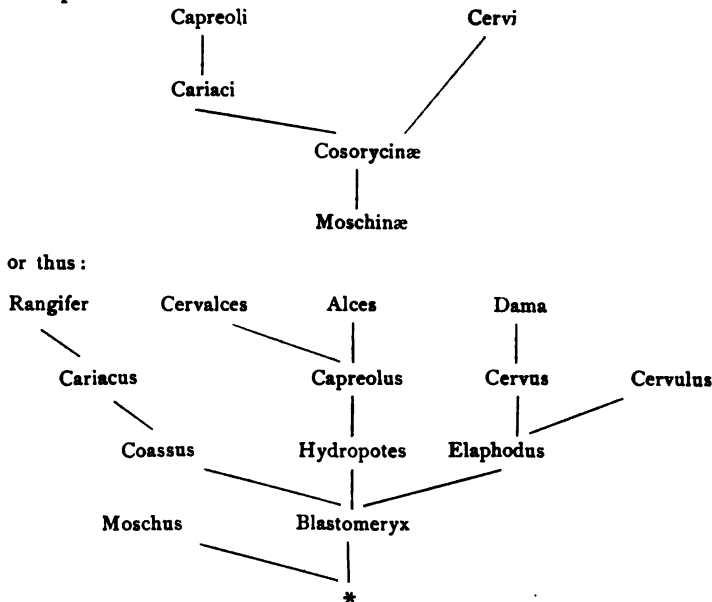 Capreoli Cervi
Cariaci
Cosorycinæ
Moschinæ
or thus:
Rangifer Cervalces Alces Dama
Cariacus Capreolus Cervus Cervulus
Coassus Hydropotes Elaphodus
Moschus Blastomeryx
*